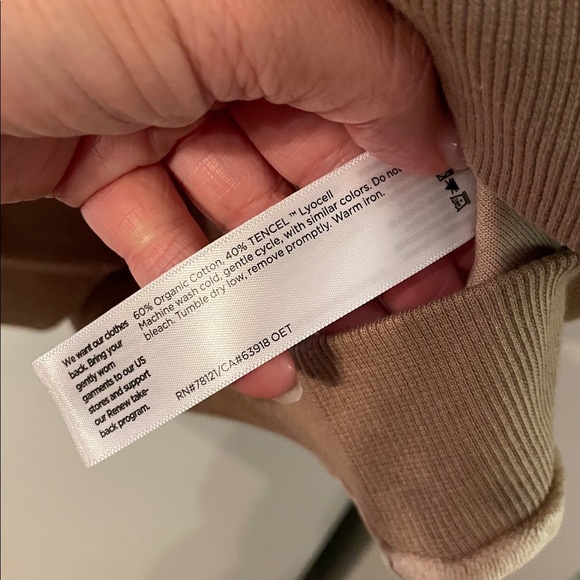 We want our clothes
back. Bring your
gently worn
garments to our US
stores and support
our Renew take-
back program.
60% Organic Cotton, 40% TENCEL ™ Lyocell
Machine wash cold, gentle cycle, with similar colors. Do not
bleach. Tumble dry low, remove promptly. Warm iron.
RN#78121/CA#63918 OET